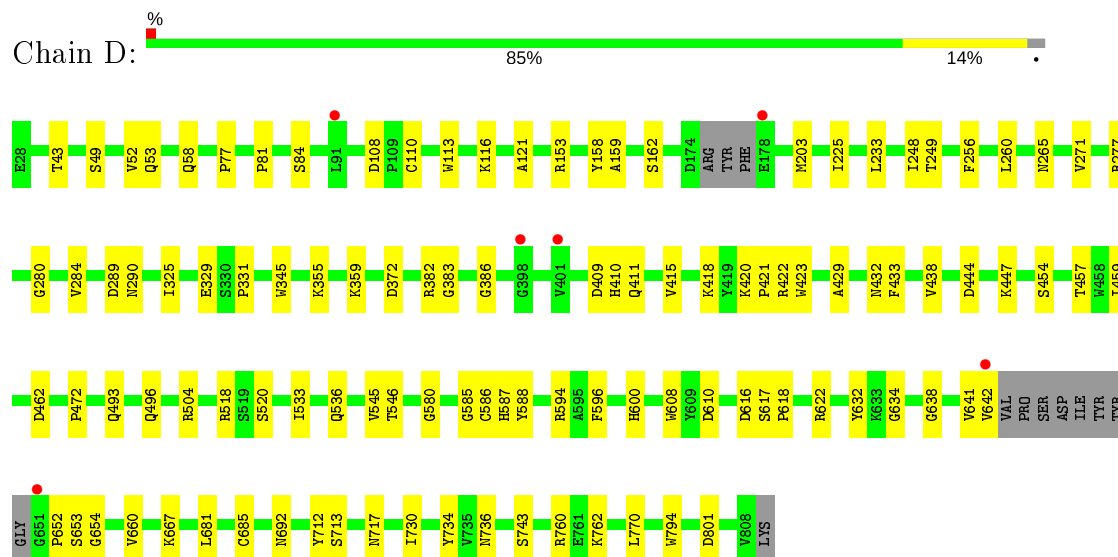 %
Chain D:
85% 14% •
E28 T43 S49 V52 Q53 Q58 P77 P81 S84 L91 D108 P109 C110 W113 K116 A121 R153 Y158 A159 S162 D174 ARG TYR PHE E178 M203 I225 L233 I248 T249 F256 L260 N265 V271 R277
G280 V284 D289 N290 I325 E329 S330 P331 W345 K355 K359 D372 R382 G383 G386 G398 V401 D409 H410 Q411 V415 K418 Y419 K420 P421 R422 W423 A429 N432 F433 V438 D444 K447 S454 T457 W458 I459
D462 P472 Q493 Q496 R504 R518 S519 S520 I533 Q536 V545 T546 G580 G585 C586 H587 Y588 R594 A595 F596 H600 W608 Y609 D610 D616 S617 P618 R622 Y632 K633 G634 G638 V641 V642 VAL PRO SER ASP ILE TYR TYR
GLY G651 P652 S653 G654 V660 K667 L681 C685 N692 Y712 S713 N717 I730 Y734 V735 N736 S743 R760 E761 K762 L770 W794 D801 V808 LYS